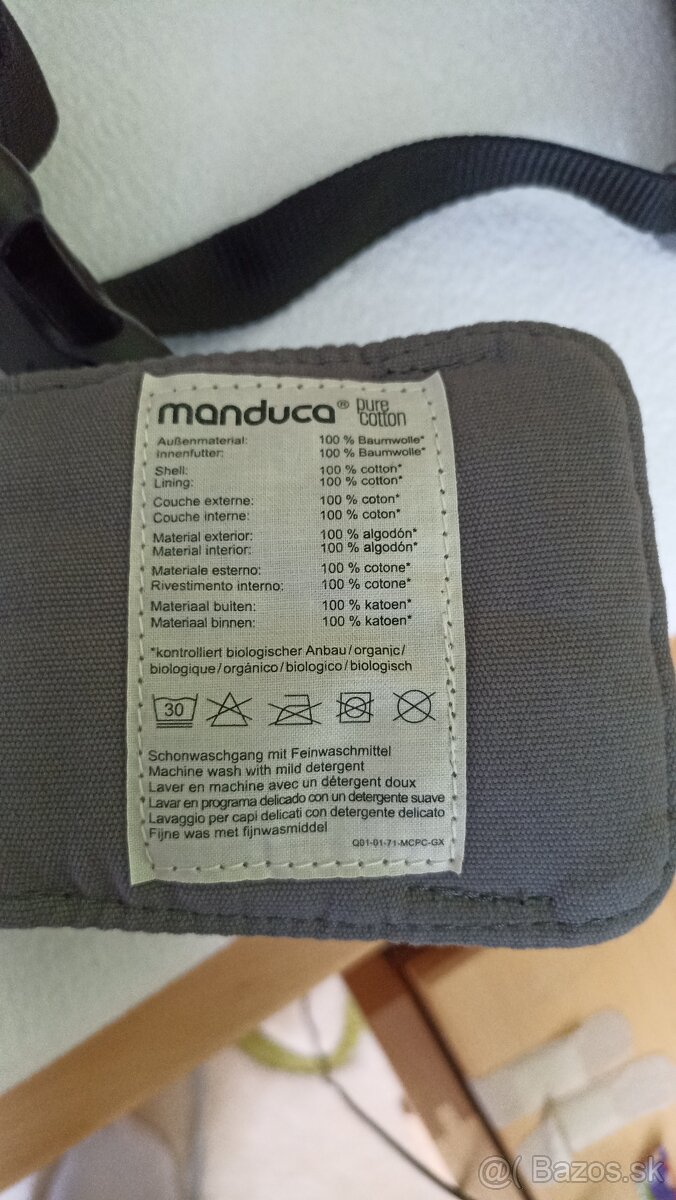 manduca® pure cotton
Außenmaterial: 100 % Baumwolle*
Innenfutter: 100 % Baumwolle*
Shell: 100 % cotton*
Lining: 100 % cotton*
Couche externe: 100 % coton*
Couche interne: 100 % coton*
Material exterior: 100 % algodón*
Material interior: 100 % algodón*
Materiale esterno: 100 % cotone*
Rivestimento interno: 100 % cotone*
Materiaal buiten: 100 % katoen*
Materiaal binnen: 100 % katoen*
*kontrolliert biologischer Anbau/organic/
biologique/orgánico/biologico/biologisch
30
Schonwaschgang mit Feinwaschmittel
Machine wash with mild detergent
Laver en machine avec un détergent doux
Lavar en programa delicado con un detergente suave
Lavaggio per capi delicati con detergente delicato
Fijne was met fijnwasmiddel
Q01-01-71-MCPC-GX
@( Bazos.sk